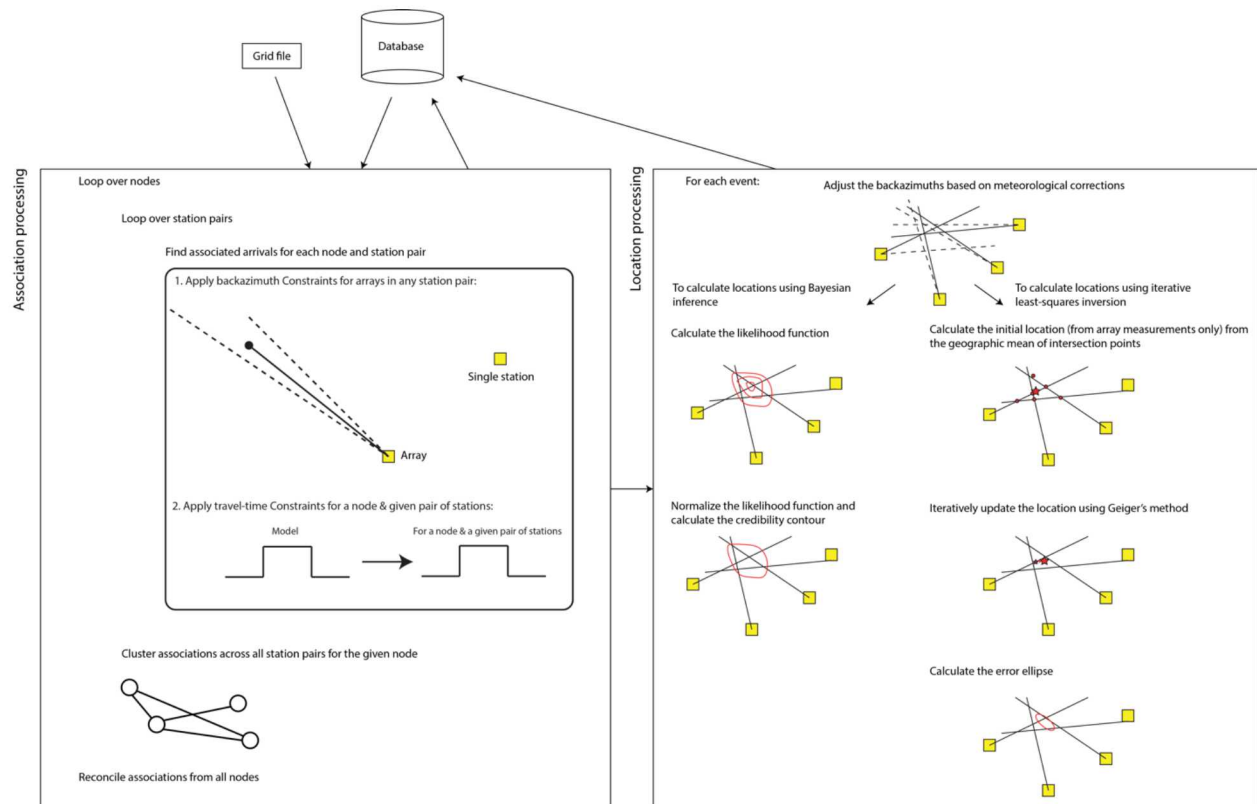 Grid file
Database
Association processing
Loop over nodes
Loop over station pairs
Find associated arrivals for each node and station pair
1. Apply backazimuth Constraints for arrays in any station pair:
Single station
Array
2. Apply travel-time Constraints for a node & given pair of stations:
Model
For a node & a given pair of stations
Cluster associations across all station pairs for the given node
Reconcile associations from all nodes
Location processing
For each event:
Adjust the backazimuths based on meteorological corrections
To calculate locations using Bayesian
inference
To calculate locations using iterative
least-squares inversion
Calculate the likelihood function
Calculate the initial location (from array measurements only) from
the geographic mean of intersection points
Normalize the likelihood function and
calculate the credibility contour
Iteratively update the location using Geiger's method
Calculate the error ellipse